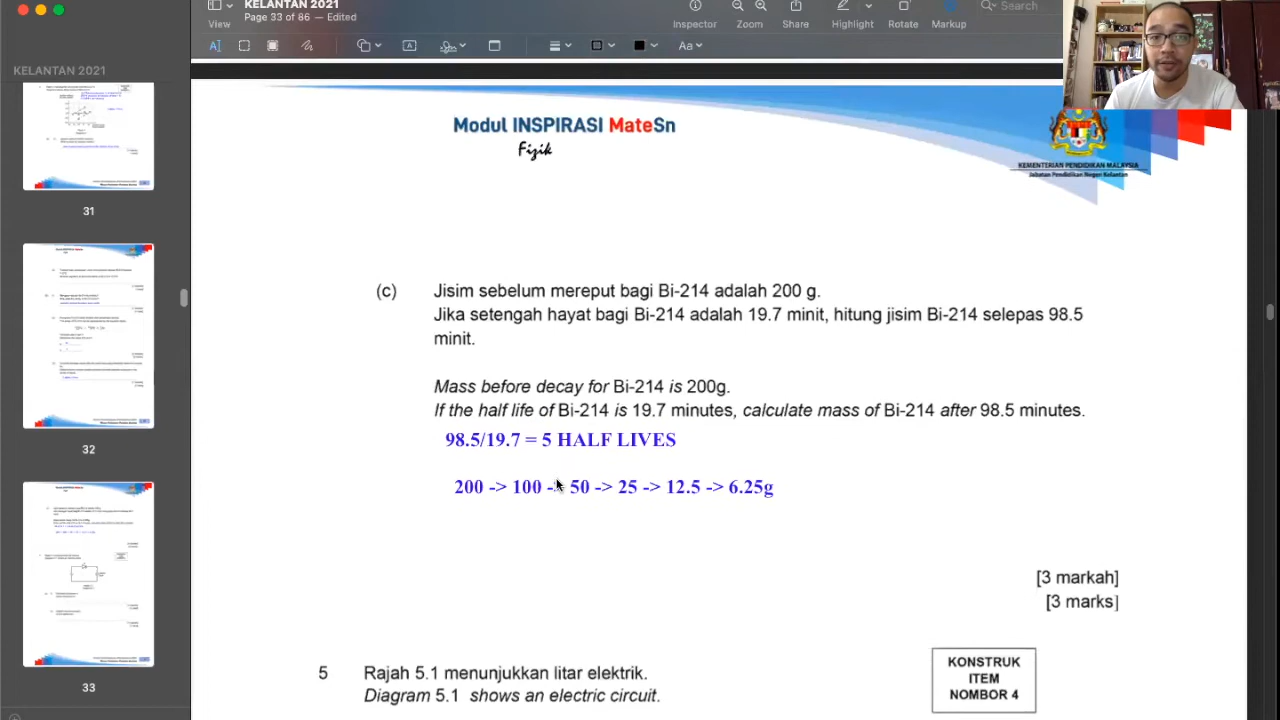 KELANTAN 2021
Page 33 of 86 — Edited
View
Inspector
Zoom
Share
Highlight
Rotate
Markup
Search
Aa
KELANTAN 2021
31
32
33
Modul INSPIRASI MateSn
Fizik
KEMENTERIAN PENDIDIKAN MALAYSIA
Jabatan Pendidikan Negeri Kelantan
(c) Jisim sebelum mereput bagi Bi-214 adalah 200 g.
Jika setengah hayat bagi Bi-214 adalah 19.7 minit, hitung jisim Bi-214 selepas 98.5
minit.
Mass before decay for Bi-214 is 200g.
If the half life of Bi-214 is 19.7 minutes, calculate mass of Bi-214 after 98.5 minutes.
98.5/19.7 = 5 HALF LIVES
200 -> 100 -> 50 -> 25 -> 12.5 -> 6.25g
[3 markah]
[3 marks]
5 Rajah 5.1 menunjukkan litar elektrik.
Diagram 5.1 shows an electric circuit.
KONSTRUK
ITEM
NOMBOR 4